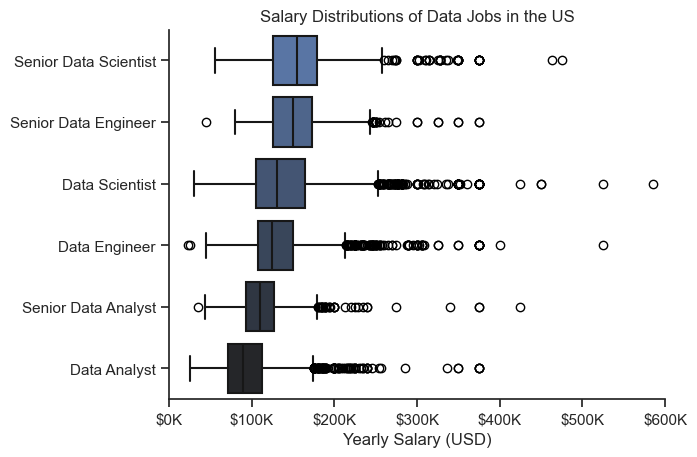 Salary Distributions of Data Jobs in the US
Senior Data Scientist
Senior Data Engineer
Data Scientist
Data Engineer
Senior Data Analyst
Data Analyst
$0K $100K $200K $300K $400K $500K $600K
Yearly Salary (USD)